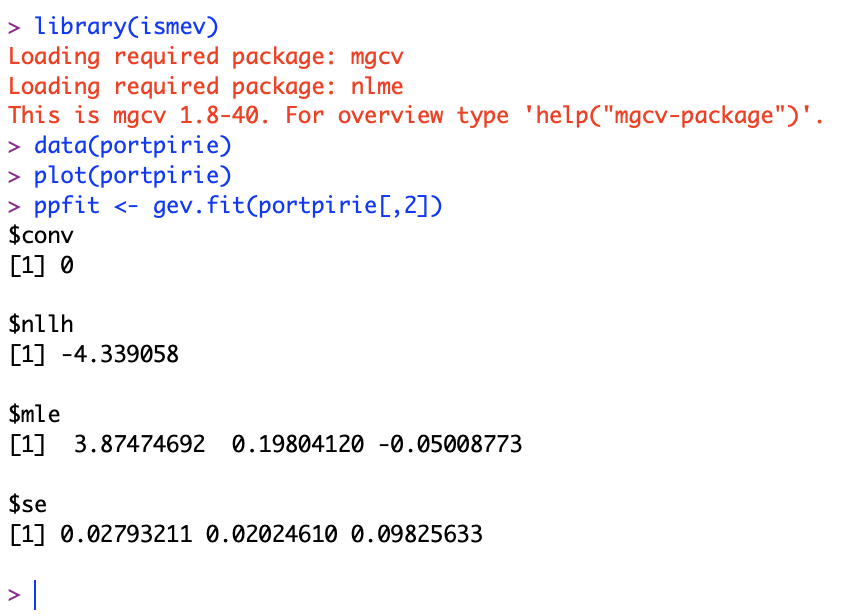 > library(ismev)
Loading required package: mgcv
Loading required package: nlme
This is mgcv 1.8-40. For overview type 'help("mgcv-package")'.
> data(portpirie)
> plot(portpirie)
> ppfit <- gev.fit(portpirie[,2])
$conv
[1] 0
$nllh
[1] -4.339058
$mle
[1]  3.87474692  0.19804120 -0.05008773
$se
[1] 0.02793211 0.02024610 0.09825633
>